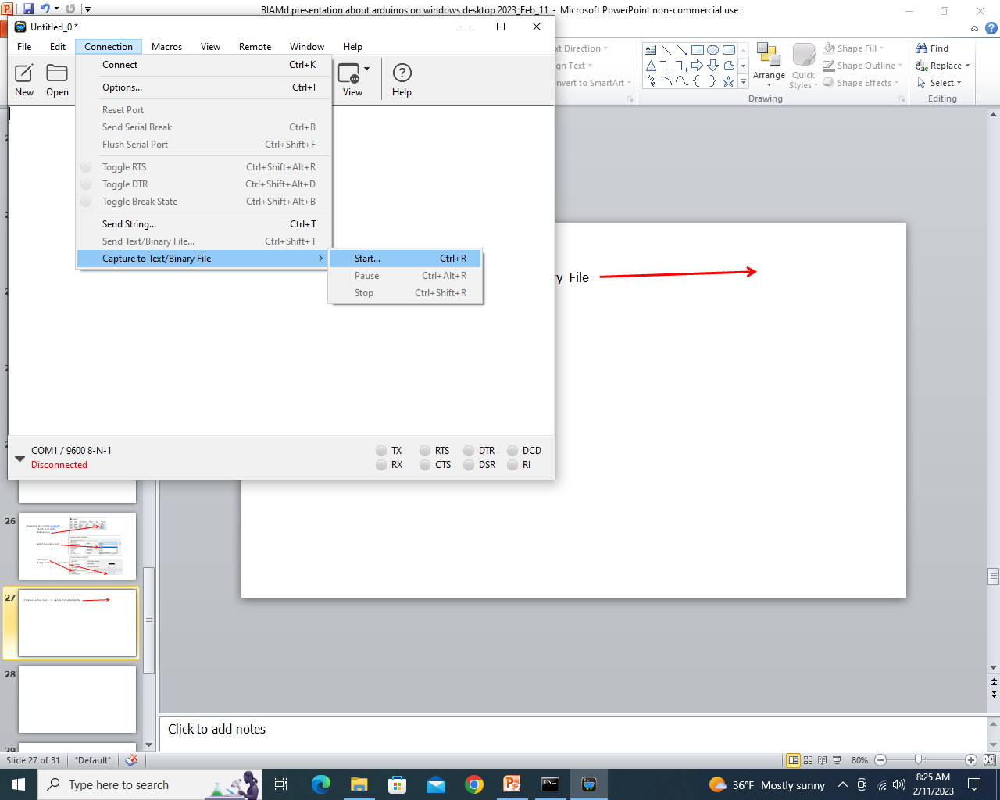 BIAMd presentation about arduinos on windows desktop 2023_Feb_11 - Microsoft PowerPoint non-commercial use
Untitled_0 *
File Edit Connection Macros View Remote Window Help
New Open View Help
Connect Ctrl+K
Options... Ctrl+I
Reset Port
Send Serial Break Ctrl+B
Flush Serial Port Ctrl+Shift+F
Toggle RTS Ctrl+Shift+Alt+R
Toggle DTR Ctrl+Shift+Alt+D
Toggle Break State Ctrl+Shift+Alt+B
Send String... Ctrl+T
Send Text/Binary File... Ctrl+Shift+T
Capture to Text/Binary File
Start... Ctrl+R
Pause Ctrl+Alt+R
Stop Ctrl+Shift+R
COM1 / 9600 8-N-1
Disconnected
TX RTS DTR DCD
RX CTS DSR RI
xt Direction
gn Text
nvert to SmartArt
Arrange
Quick
Styles
Shape Fill
Shape Outline
Shape Effects
Drawing
Find
Replace
Select
Editing
ry File
26
27
28
Click to add notes
Slide 27 of 31 "Default" 80%
Type here to search
36°F Mostly sunny
8:25 AM
2/11/2023